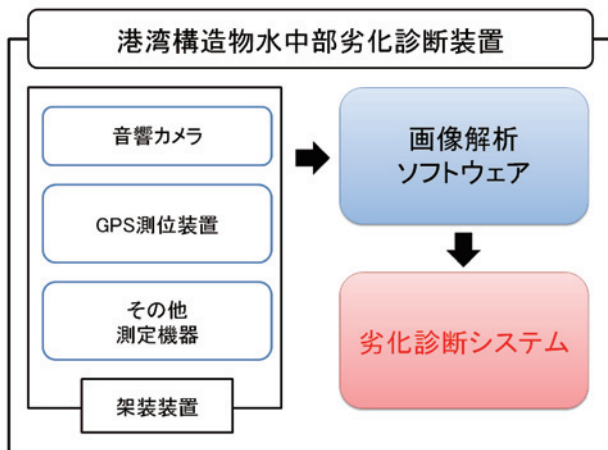 港湾構造物水中部劣化診断装置
音響カメラ
GPS測位装置
その他
測定機器
架装装置
画像解析
ソフトウェア
劣化診断システム